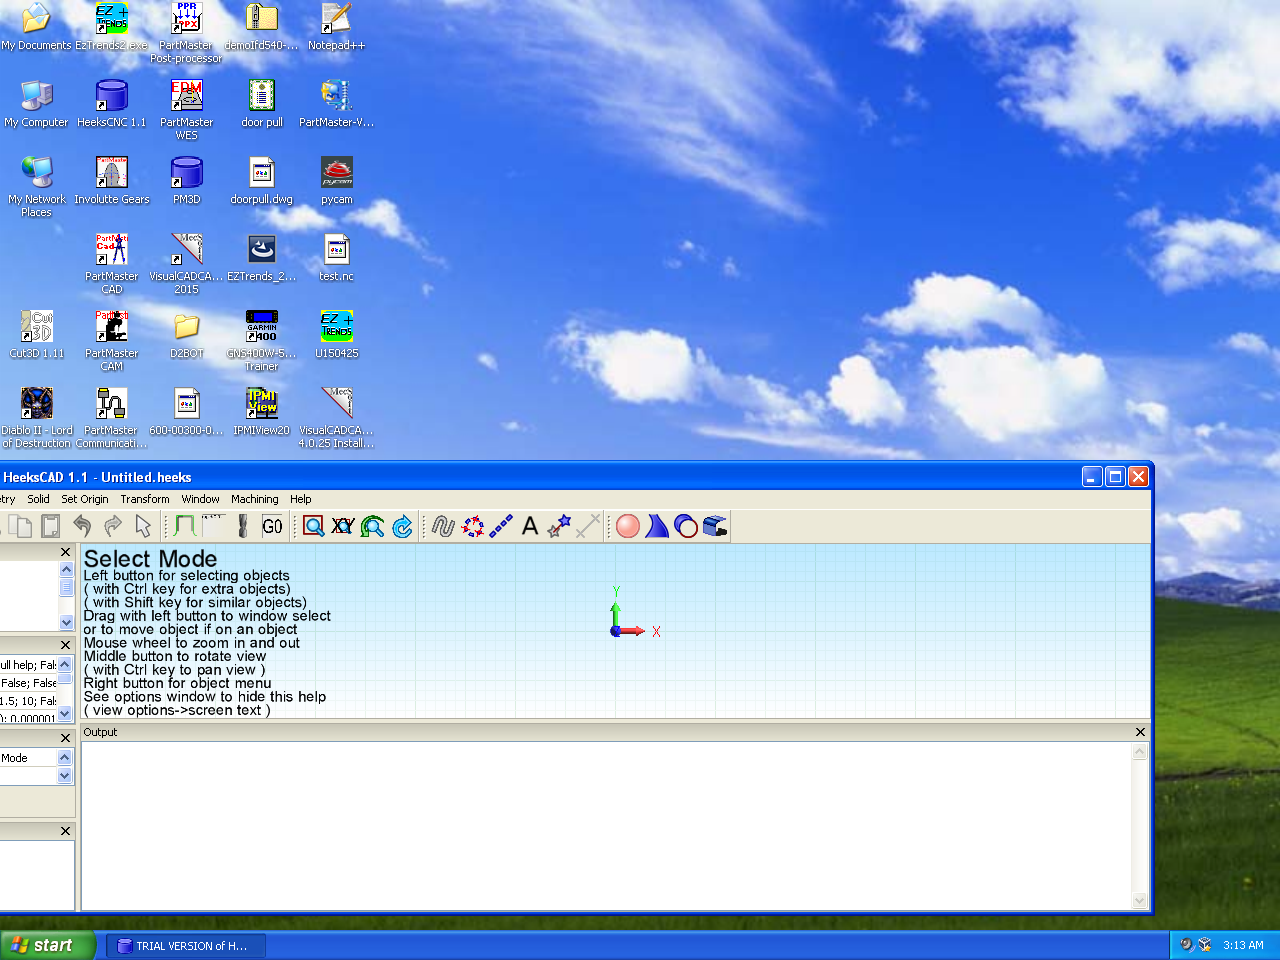 My Documents
EzTrends2.exe
PartMaster
Post-processor
demoIfd540-...
Notepad++
My Computer
HeeksCNC 1.1
PartMaster
WES
door pull
PartMaster-V...
My Network
Places
Involutte Gears
PM3D
doorpull.dwg
pycam
PartMaster
CAD
VisualCADCA...
2015
EZTrends_2...
test.nc
Cut3D 1.11
PartMaster
CAM
D2BOT
GNS400W-5...
Trainer
U150425
Diablo II - Lord
of Destruction
PartMaster
Communicati...
600-00300-0...
IPMIView20
VisualCADCA...
4.0.25 Install...
HeeksCAD 1.1 - Untitled.heeks
etry Solid Set Origin Transform Window Machining Help
G0
Select Mode
Left button for selecting objects
( with Ctrl key for extra objects)
( with Shift key for similar objects)
Drag with left button to window select
or to move object if on an object
Mouse wheel to zoom in and out
Middle button to rotate view
( with Ctrl key to pan view )
Right button for object menu
See options window to hide this help
( view options->screen text )
Y
X
ull help; Fals
False; False
1.5; 10; Fal
): 0.000001
Mode
Output
start
TRIAL VERSION of H...
3:13 AM